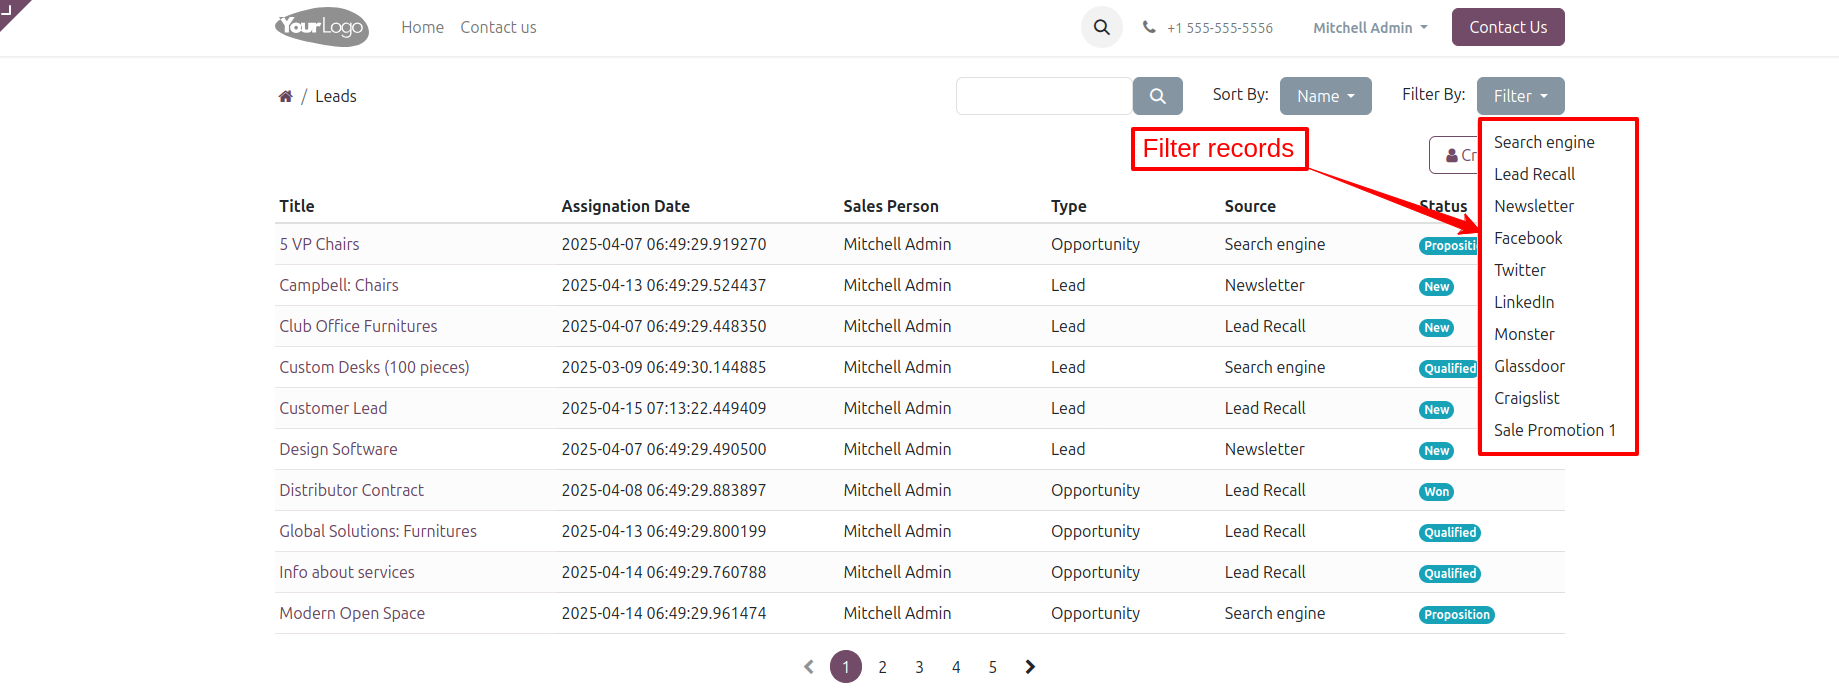 YourLogo Home Contact us +1 555-555-5556 Mitchell Admin Contact Us
/ Leads Sort By: Name Filter By: Filter
Filter records
Cr
Search engine
Lead Recall
Newsletter
Facebook
Twitter
LinkedIn
Monster
Glassdoor
Craigslist
Sale Promotion 1
Title Assignation Date Sales Person Type Source Status
5 VP Chairs 2025-04-07 06:49:29.919270 Mitchell Admin Opportunity Search engine Propositi
Campbell: Chairs 2025-04-13 06:49:29.524437 Mitchell Admin Lead Newsletter New
Club Office Furnitures 2025-04-07 06:49:29.448350 Mitchell Admin Lead Lead Recall New
Custom Desks (100 pieces) 2025-03-09 06:49:30.144885 Mitchell Admin Lead Search engine Qualified
Customer Lead 2025-04-15 07:13:22.449409 Mitchell Admin Lead Lead Recall New
Design Software 2025-04-07 06:49:29.490500 Mitchell Admin Lead Newsletter New
Distributor Contract 2025-04-08 06:49:29.883897 Mitchell Admin Opportunity Lead Recall Won
Global Solutions: Furnitures 2025-04-13 06:49:29.800199 Mitchell Admin Opportunity Lead Recall Qualified
Info about services 2025-04-14 06:49:29.760788 Mitchell Admin Opportunity Lead Recall Qualified
Modern Open Space 2025-04-14 06:49:29.961474 Mitchell Admin Opportunity Search engine Proposition
1 2 3 4 5